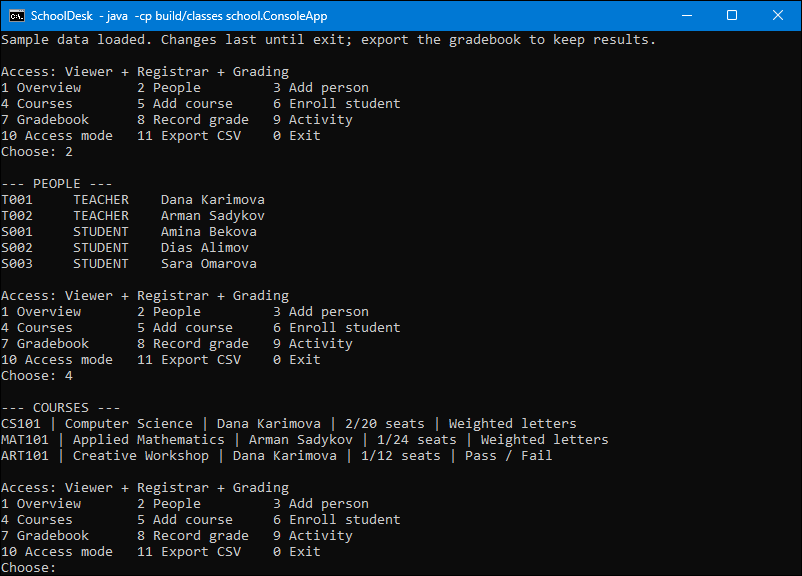 SchoolDesk - java -cp build/classes school.ConsoleApp
Sample data loaded. Changes last until exit; export the gradebook to keep results.
Access: Viewer + Registrar + Grading
1 Overview 2 People 3 Add person
4 Courses 5 Add course 6 Enroll student
7 Gradebook 8 Record grade 9 Activity
10 Access mode 11 Export CSV 0 Exit
Choose: 2
--- PEOPLE ---
T001 TEACHER Dana Karimova
T002 TEACHER Arman Sadykov
S001 STUDENT Amina Bekova
S002 STUDENT Dias Alimov
S003 STUDENT Sara Omarova
Access: Viewer + Registrar + Grading
1 Overview 2 People 3 Add person
4 Courses 5 Add course 6 Enroll student
7 Gradebook 8 Record grade 9 Activity
10 Access mode 11 Export CSV 0 Exit
Choose: 4
--- COURSES ---
CS101 | Computer Science | Dana Karimova | 2/20 seats | Weighted letters
MAT101 | Applied Mathematics | Arman Sadykov | 1/24 seats | Weighted letters
ART101 | Creative Workshop | Dana Karimova | 1/12 seats | Pass / Fail
Access: Viewer + Registrar + Grading
1 Overview 2 People 3 Add person
4 Courses 5 Add course 6 Enroll student
7 Gradebook 8 Record grade 9 Activity
10 Access mode 11 Export CSV 0 Exit
Choose: